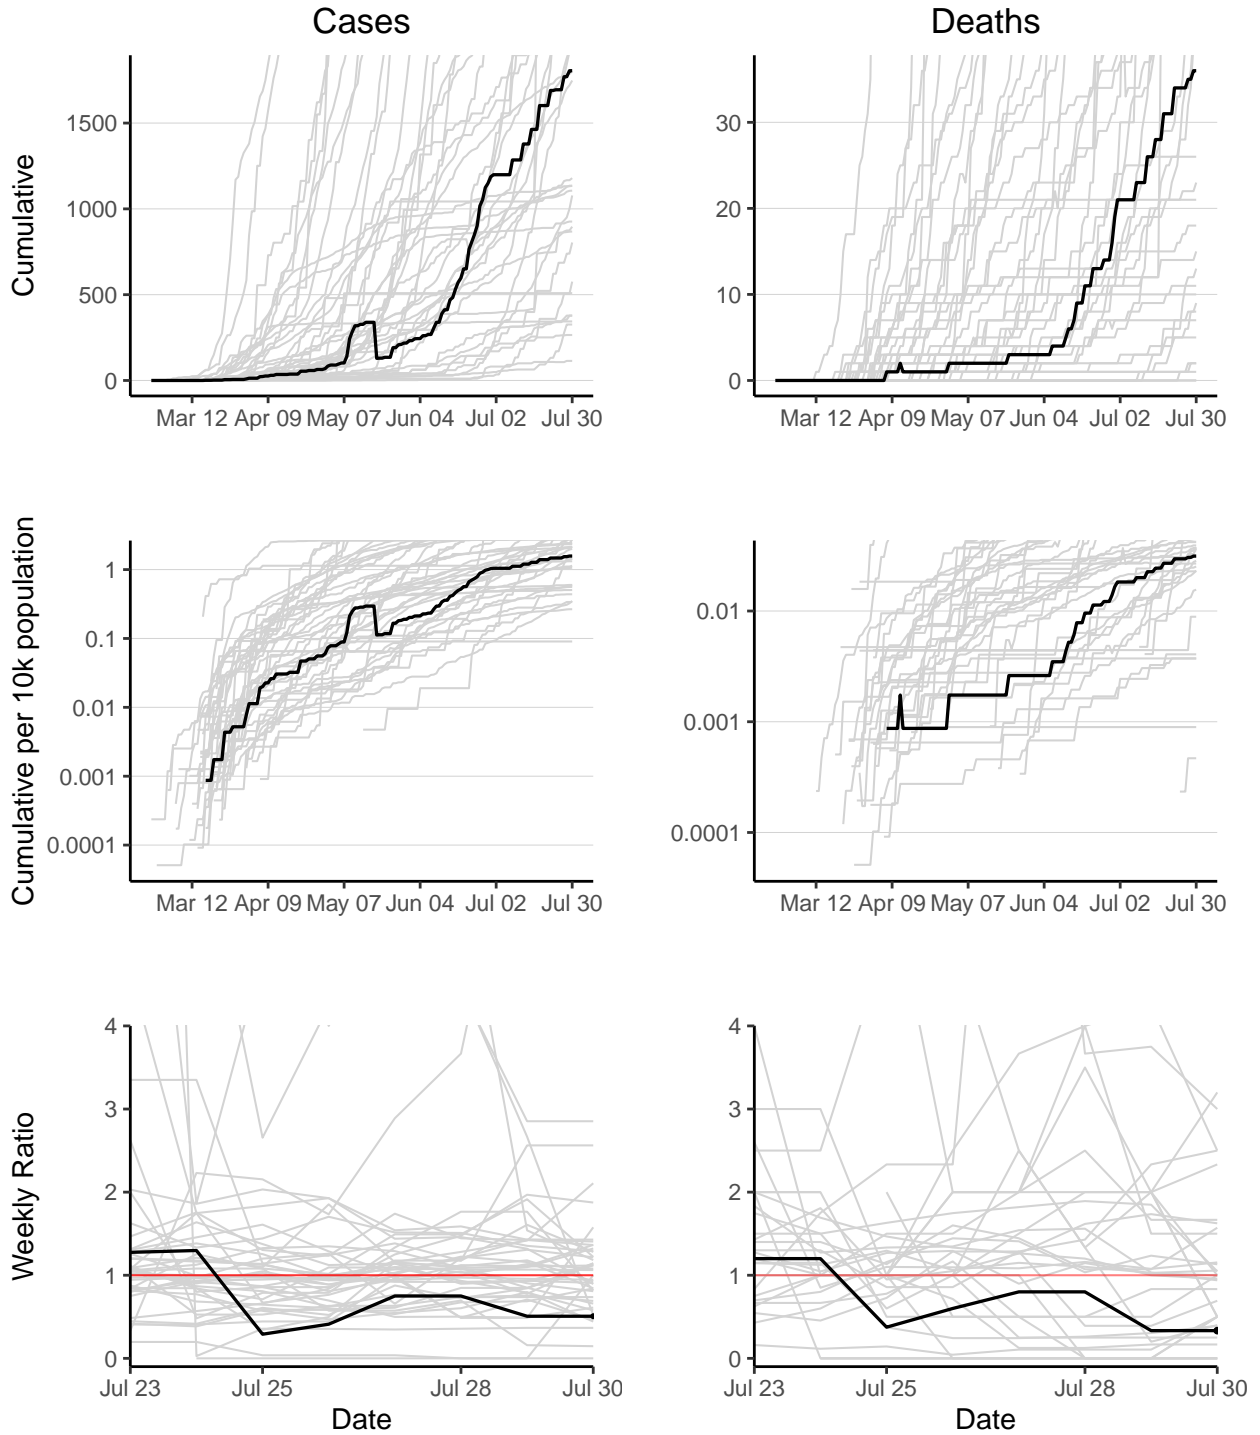 Cases
Deaths
Cumulative
1500
1000
500
0
Mar 12 Apr 09 May 07 Jun 04 Jul 02 Jul 30
30
20
10
0
Mar 12 Apr 09 May 07 Jun 04 Jul 02 Jul 30
Cumulative per 10k population
1
0.1
0.01
0.001
0.0001
Mar 12 Apr 09 May 07 Jun 04 Jul 02 Jul 30
0.01
0.001
0.0001
Mar 12 Apr 09 May 07 Jun 04 Jul 02 Jul 30
Weekly Ratio
4
3
2
1
0
Jul 23 Jul 25 Jul 28 Jul 30
Date
4
3
2
1
0
Jul 23 Jul 25 Jul 28 Jul 30
Date